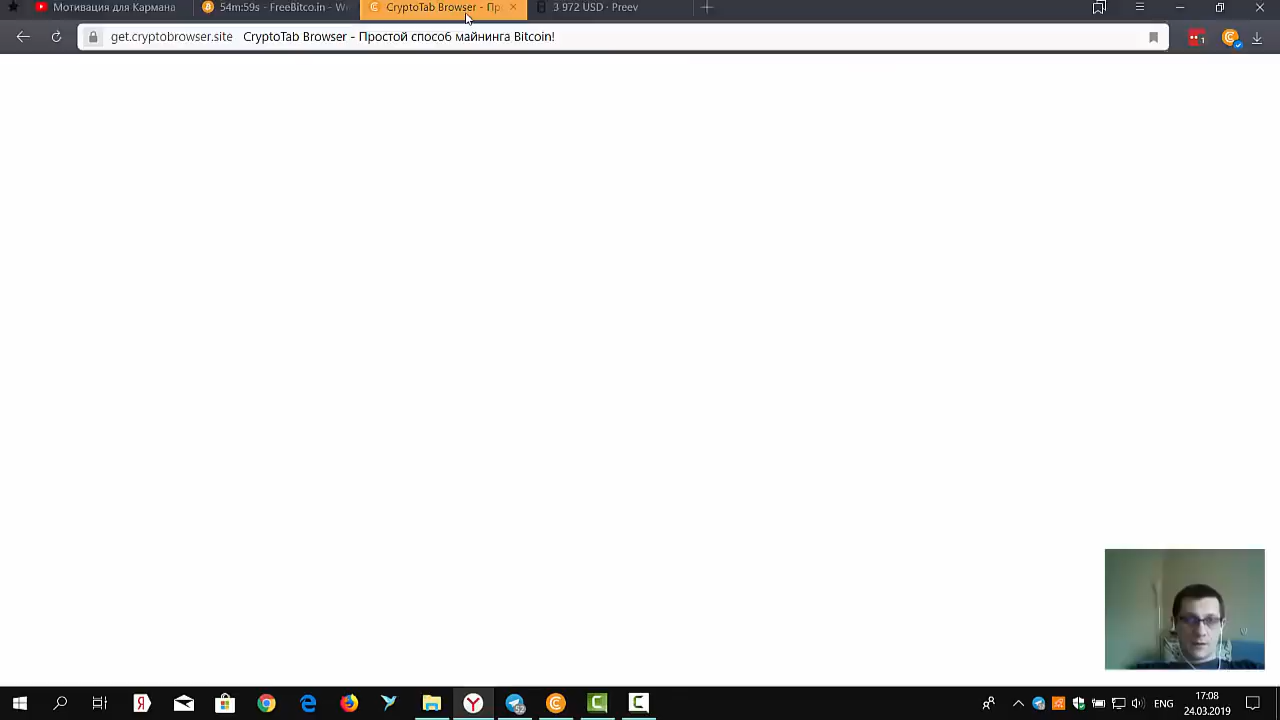 Мотивация для Кармана
54m:59s - FreeBitco.in - W
CryptoTab Browser - Пр
3 972 USD · Preev
get.cryptobrowser.site CryptoTab Browser - Простой способ майнинга Bitcoin!
1
17:08
ENG
24.03.2019